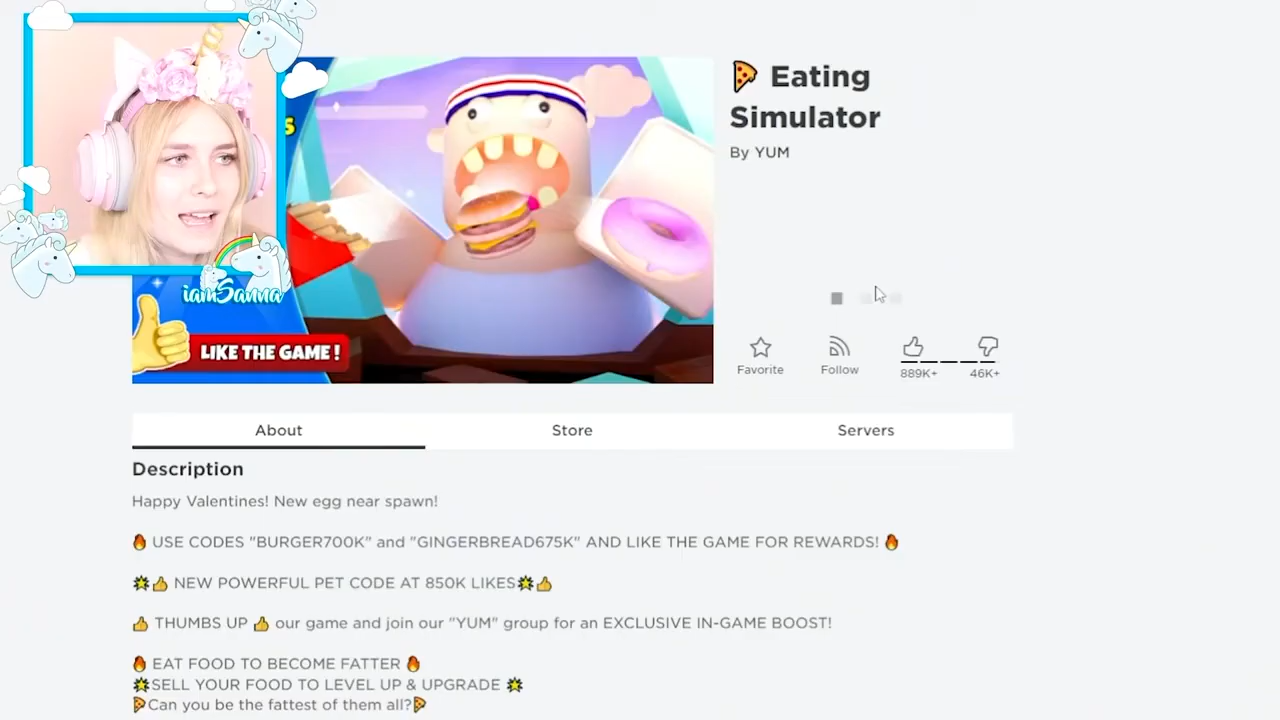 🍕 Eating
Simulator
By YUM
iamSanna
LIKE THE GAME!
Favorite
Follow
889K+
46K+
About
Store
Servers
Description
Happy Valentines! New egg near spawn!
🔥 USE CODES "BURGER700K" and "GINGERBREAD675K" AND LIKE THE GAME FOR REWARDS! 🔥
🌟👍 NEW POWERFUL PET CODE AT 850K LIKES🌟👍
👍 THUMBS UP 👍 our game and join our "YUM" group for an EXCLUSIVE IN-GAME BOOST!
🔥 EAT FOOD TO BECOME FATTER 🔥
🌟SELL YOUR FOOD TO LEVEL UP & UPGRADE 🌟
🍕Can you be the fattest of them all?🍕